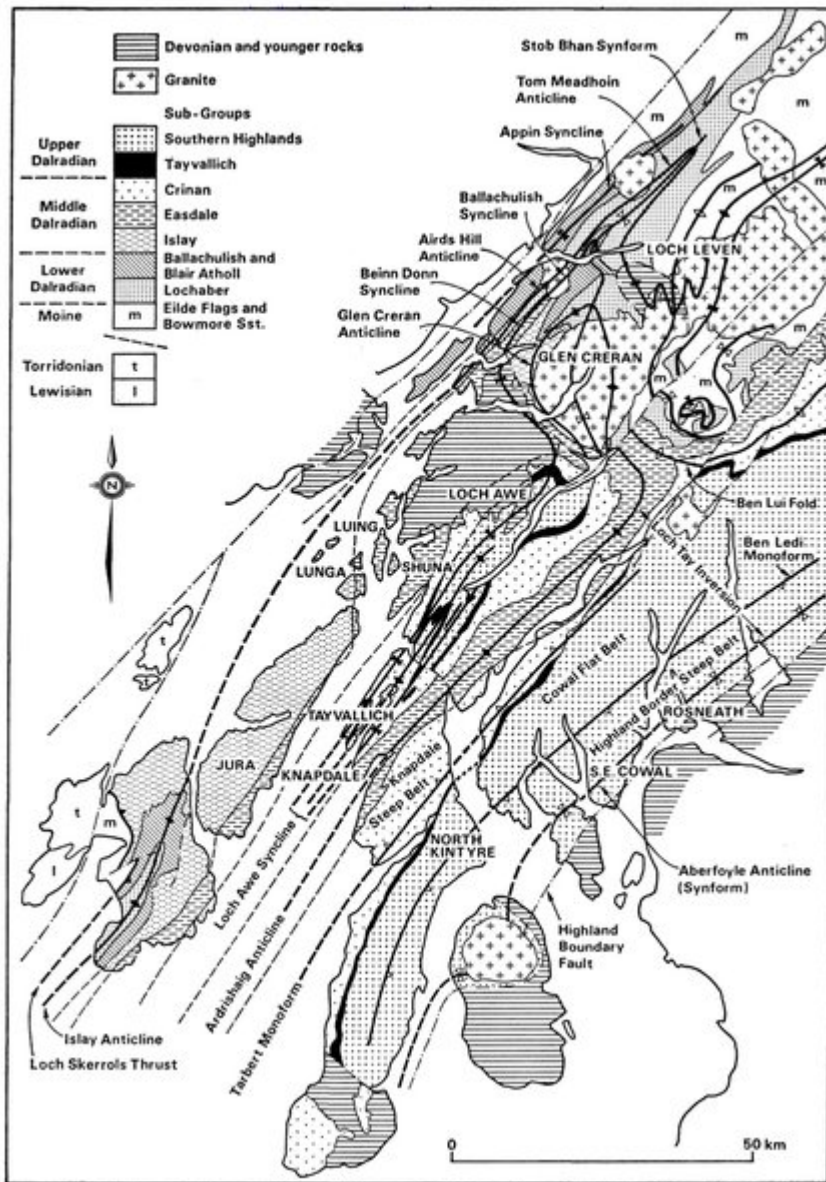 Devonian and younger rocks
Granite
Sub-Groups
Southern Highlands
Tayvallich
Crinan
Easdale
Islay
Ballachulish and
Blair Atholl
Lochaber
Eilde Flags and
Bowmore Sst.
Upper
Dalradian
Middle
Dalradian
Lower
Dalradian
Moine
m
Torridonian
t
Lewisian
l
N
Stob Bhan Synform
Tom Meadhoin
Anticline
Appin Syncline
Ballachulish
Syncline
Airds Hill
Anticline
Beinn Donn
Syncline
Glen Creran
Anticline
m
m
m
m
m
LOCH LEVEN
GLEN CRERAN
m
m
m
LOCH AWE
Ben Lui Fold
LUING
Ben Ledi
Monoform
LUNGA
SHUNA
Loch Tay Inversion
t
t
Cowal Flat Belt
Highland Border Steep Belt
ROSNEATH
TAYVALLICH
JURA
KNAPDALE
Knapdale
Steep Belt
S.E. COWAL
t
m
l
NORTH
KINTYRE
Loch Awe Syncline
Aberfoyle Anticline
(Synform)
Ardrishaig Anticline
Highland
Boundary
Fault
Tarbert Monoform
Islay Anticline
Loch Skerrols Thrust
0
50 km